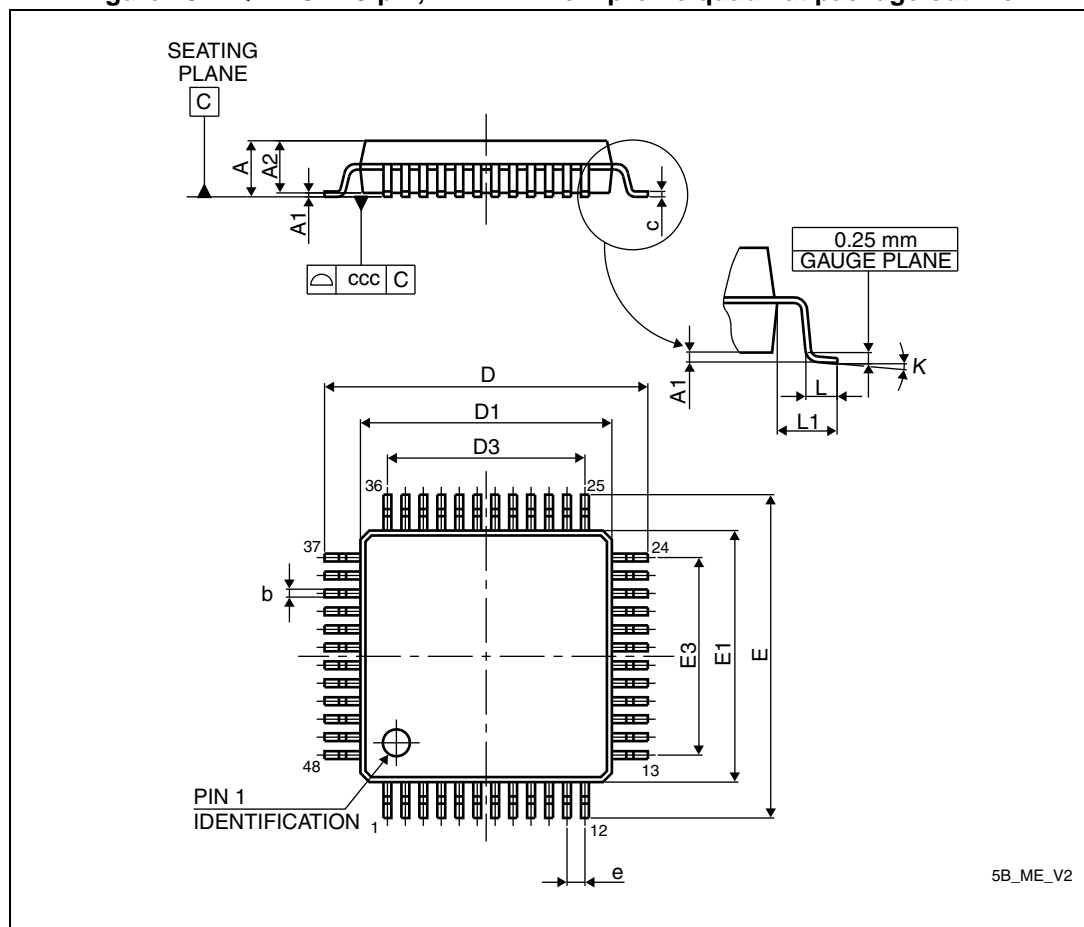 SEATING
PLANE
C
A
A2
A1
c
ccc C
0.25 mm
GAUGE PLANE
A1
K
L
L1
D
D1
D3
36
25
37
24
b
E3
E1
E
48
13
PIN 1
IDENTIFICATION
1
12
e
5B_ME_V2